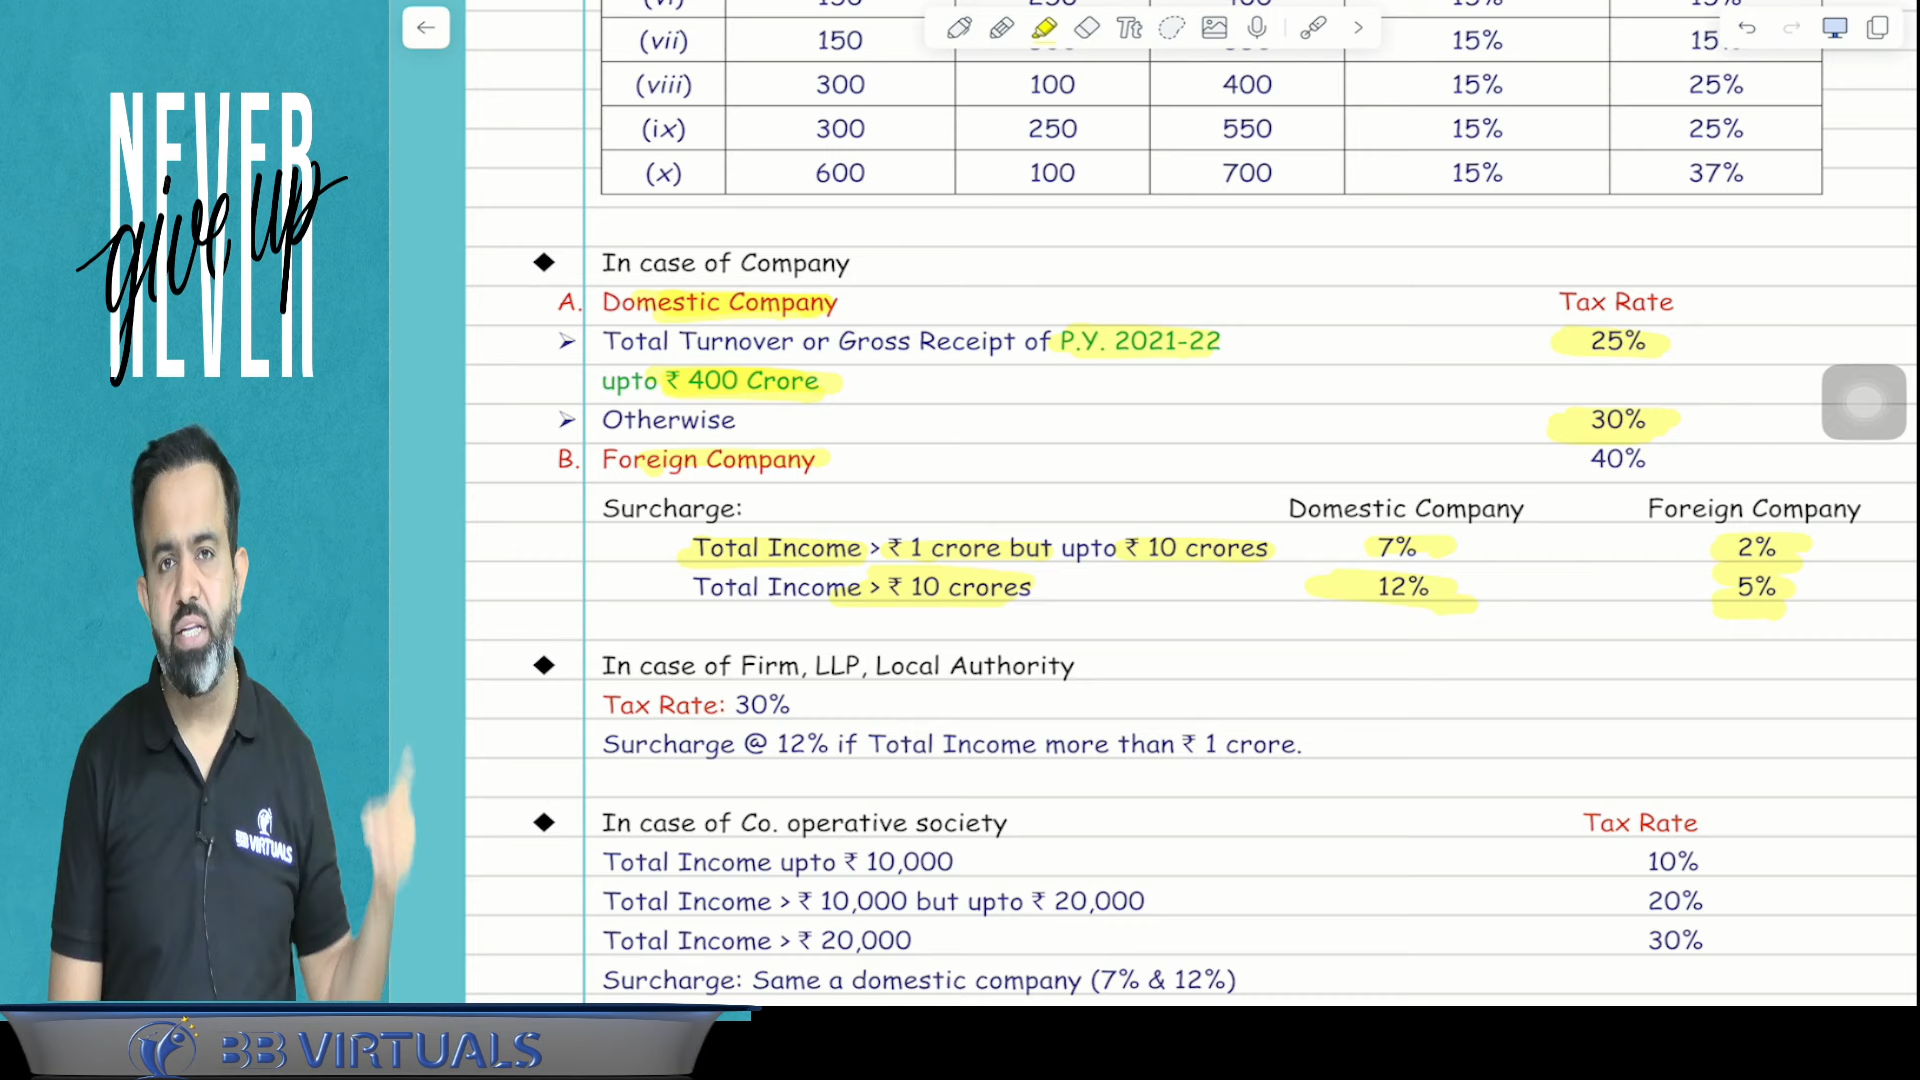 NEVER
give up
NEVER
(vii) 150 15% 15
(viii) 300 100 400 15% 25%
(ix) 300 250 550 15% 25%
(x) 600 100 700 15% 37%
◆ In case of Company
A. Domestic Company Tax Rate
➢ Total Turnover or Gross Receipt of P.Y. 2021-22 25%
upto ₹ 400 Crore
➢ Otherwise 30%
B. Foreign Company 40%
Surcharge: Domestic Company Foreign Company
Total Income > ₹ 1 crore but upto ₹ 10 crores 7% 2%
Total Income > ₹ 10 crores 12% 5%
◆ In case of Firm, LLP, Local Authority
Tax Rate: 30%
Surcharge @ 12% if Total Income more than ₹ 1 crore.
◆ In case of Co. operative society Tax Rate
Total Income upto ₹ 10,000 10%
Total Income > ₹ 10,000 but upto ₹ 20,000 20%
Total Income > ₹ 20,000 30%
Surcharge: Same a domestic company (7% & 12%)
BB VIRTUALS
BB VIRTUALS